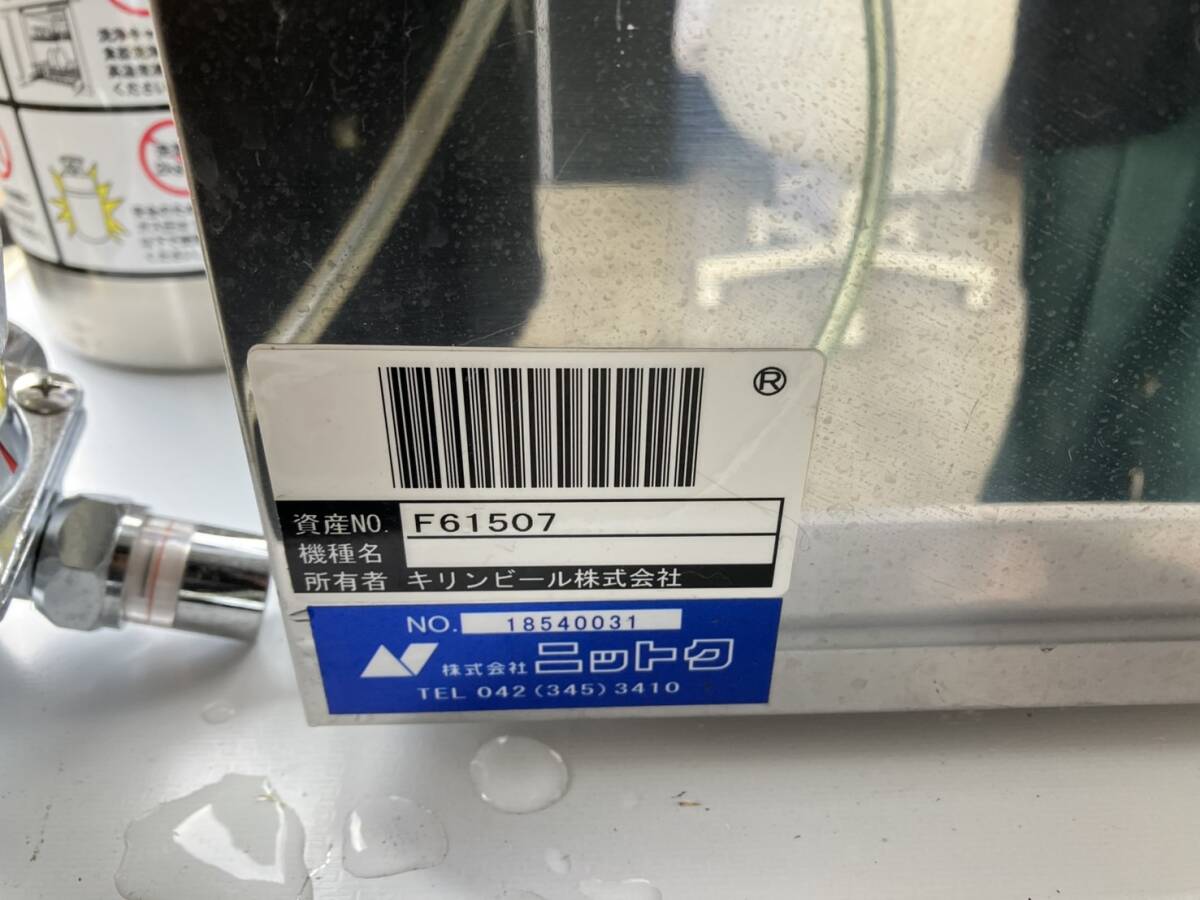 ®
資産NO. F61507
機種名
所有者 キリンビール株式会社
NO. 18540031
株式会社 ニットク
TEL 042(345)3410